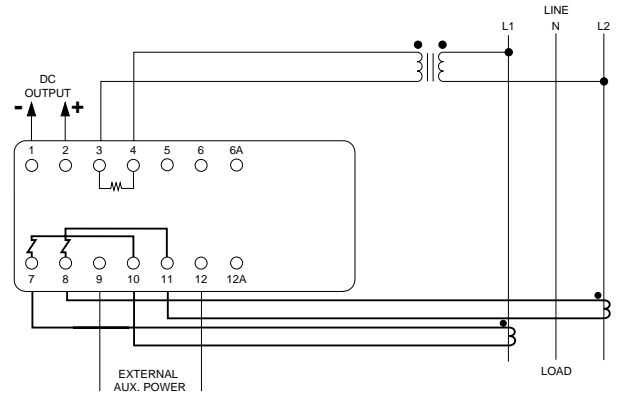 LINE
L1 N L2
DC
OUTPUT
- +
1 2 3 4 5 6 6A
7 8 9 10 11 12 12A
EXTERNAL
AUX. POWER
LOAD